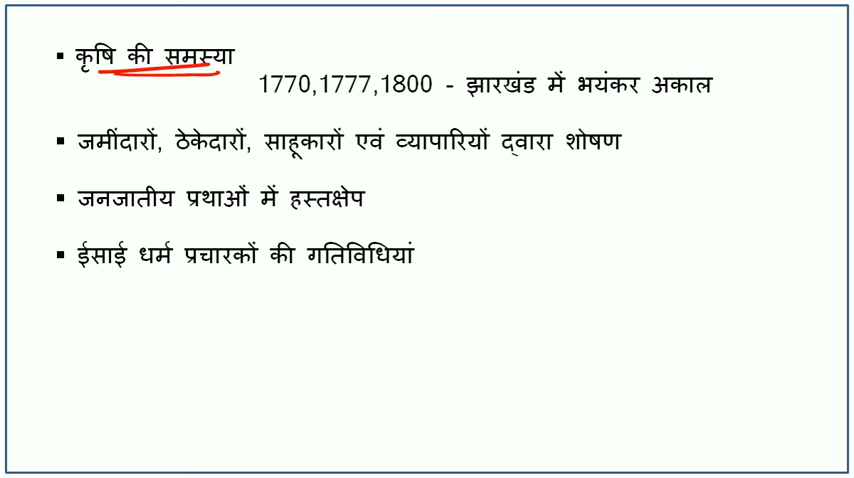 ▪ कृषि की समस्या
1770,1777,1800 - झारखंड में भयंकर अकाल
▪ जमींदारों, ठेकेदारों, साहूकारों एवं व्यापारियों द्वारा शोषण
▪ जनजातीय प्रथाओं में हस्तक्षेप
▪ ईसाई धर्म प्रचारकों की गतिविधियां